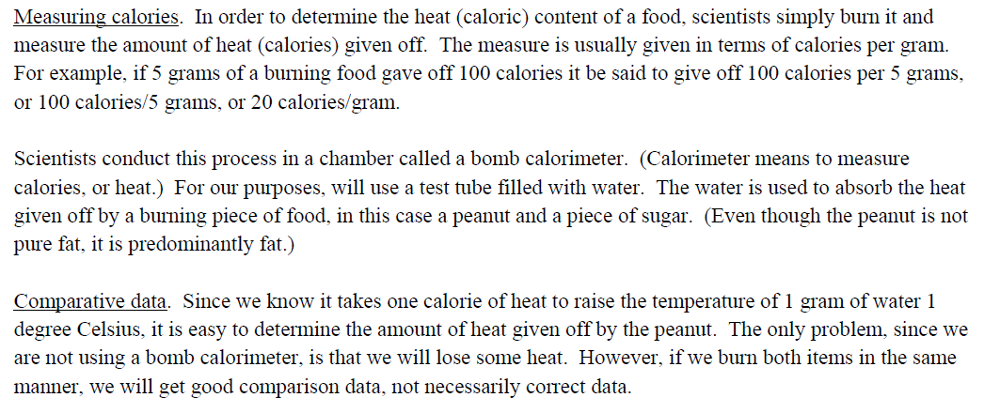 Measuring calories.  In order to determine the heat (caloric) content of a food, scientists simply burn it and
measure the amount of heat (calories) given off.  The measure is usually given in terms of calories per gram.
For example, if 5 grams of a burning food gave off 100 calories it be said to give off 100 calories per 5 grams,
or 100 calories/5 grams, or 20 calories/gram.
Scientists conduct this process in a chamber called a bomb calorimeter.  (Calorimeter means to measure
calories, or heat.)  For our purposes, will use a test tube filled with water.  The water is used to absorb the heat
given off by a burning piece of food, in this case a peanut and a piece of sugar.  (Even though the peanut is not
pure fat, it is predominantly fat.)
Comparative data.  Since we know it takes one calorie of heat to raise the temperature of 1 gram of water 1
degree Celsius, it is easy to determine the amount of heat given off by the peanut.  The only problem, since we
are not using a bomb calorimeter, is that we will lose some heat.  However, if we burn both items in the same
manner, we will get good comparison data, not necessarily correct data.